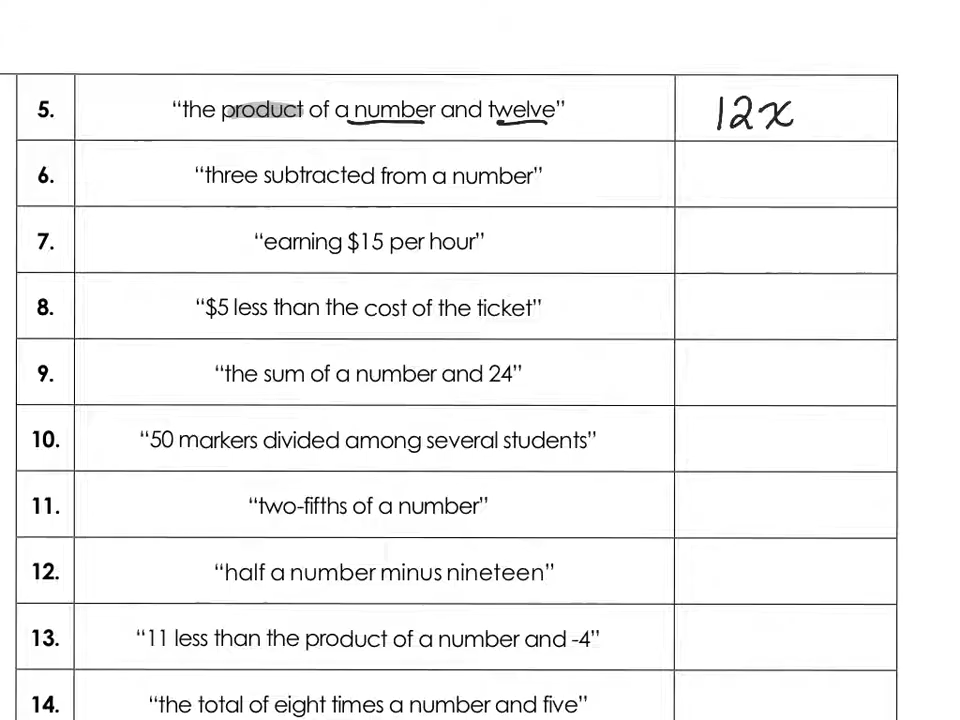 5. “the product of a number and twelve” 12x
6. “three subtracted from a number”
7. “earning $15 per hour”
8. “$5 less than the cost of the ticket”
9. “the sum of a number and 24”
10. “50 markers divided among several students”
11. “two-fifths of a number”
12. “half a number minus nineteen”
13. “11 less than the product of a number and -4”
14. “the total of eight times a number and five”